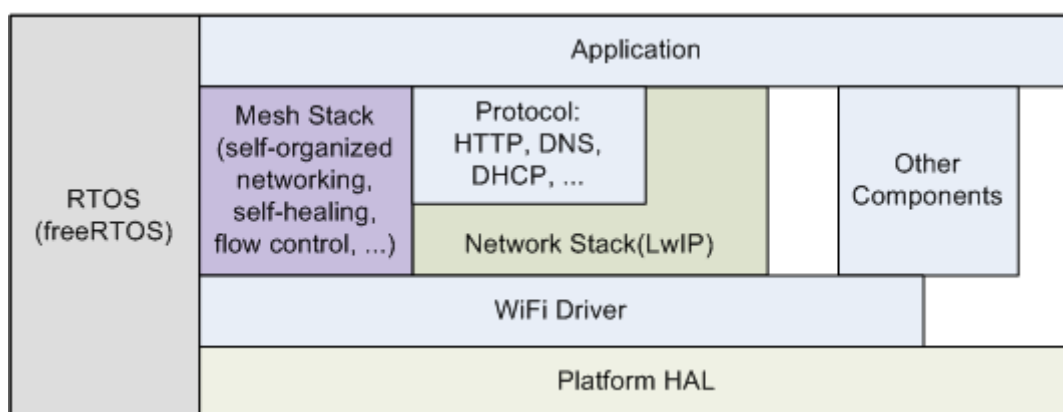 Application
RTOS
(freeRTOS)
Mesh Stack
(self-organized
networking,
self-healing,
flow control, ...)
Protocol:
HTTP, DNS,
DHCP, ...
Network Stack(LwIP)
Other
Components
WiFi Driver
Platform HAL